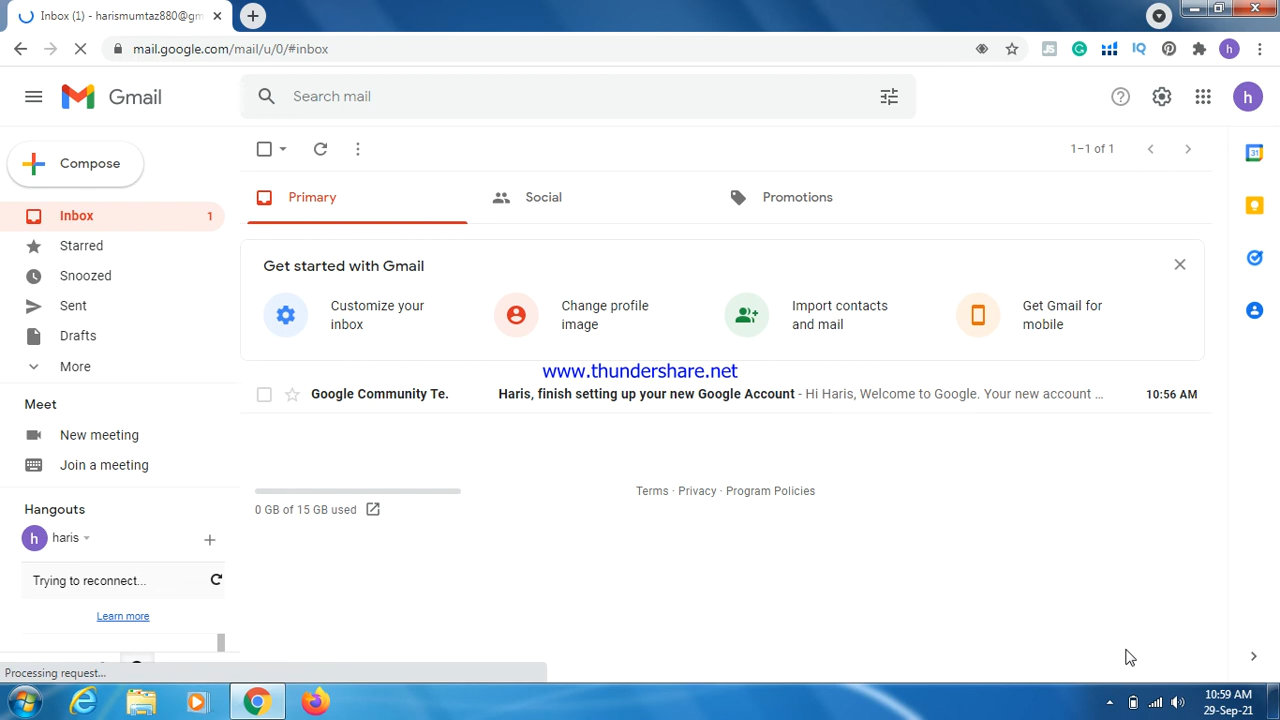 Inbox (1) - harismumtaz880@gm
mail.google.com/mail/u/0/#inbox
JS
IQ
h
Gmail
Search mail
h
Compose
1–1 of 1
31
Primary
Social
Promotions
Inbox 1
Starred
Snoozed
Sent
Drafts
More
Get started with Gmail
Customize your
inbox
Change profile
image
Import contacts
and mail
Get Gmail for
mobile
www.thundershare.net
Google Community Te. Haris, finish setting up your new Google Account - Hi Haris, Welcome to Google. Your new account ... 10:56 AM
Meet
New meeting
Join a meeting
Terms · Privacy · Program Policies
0 GB of 15 GB used
Hangouts
h haris
Trying to reconnect...
Learn more
Processing request...
10:59 AM
29-Sep-21